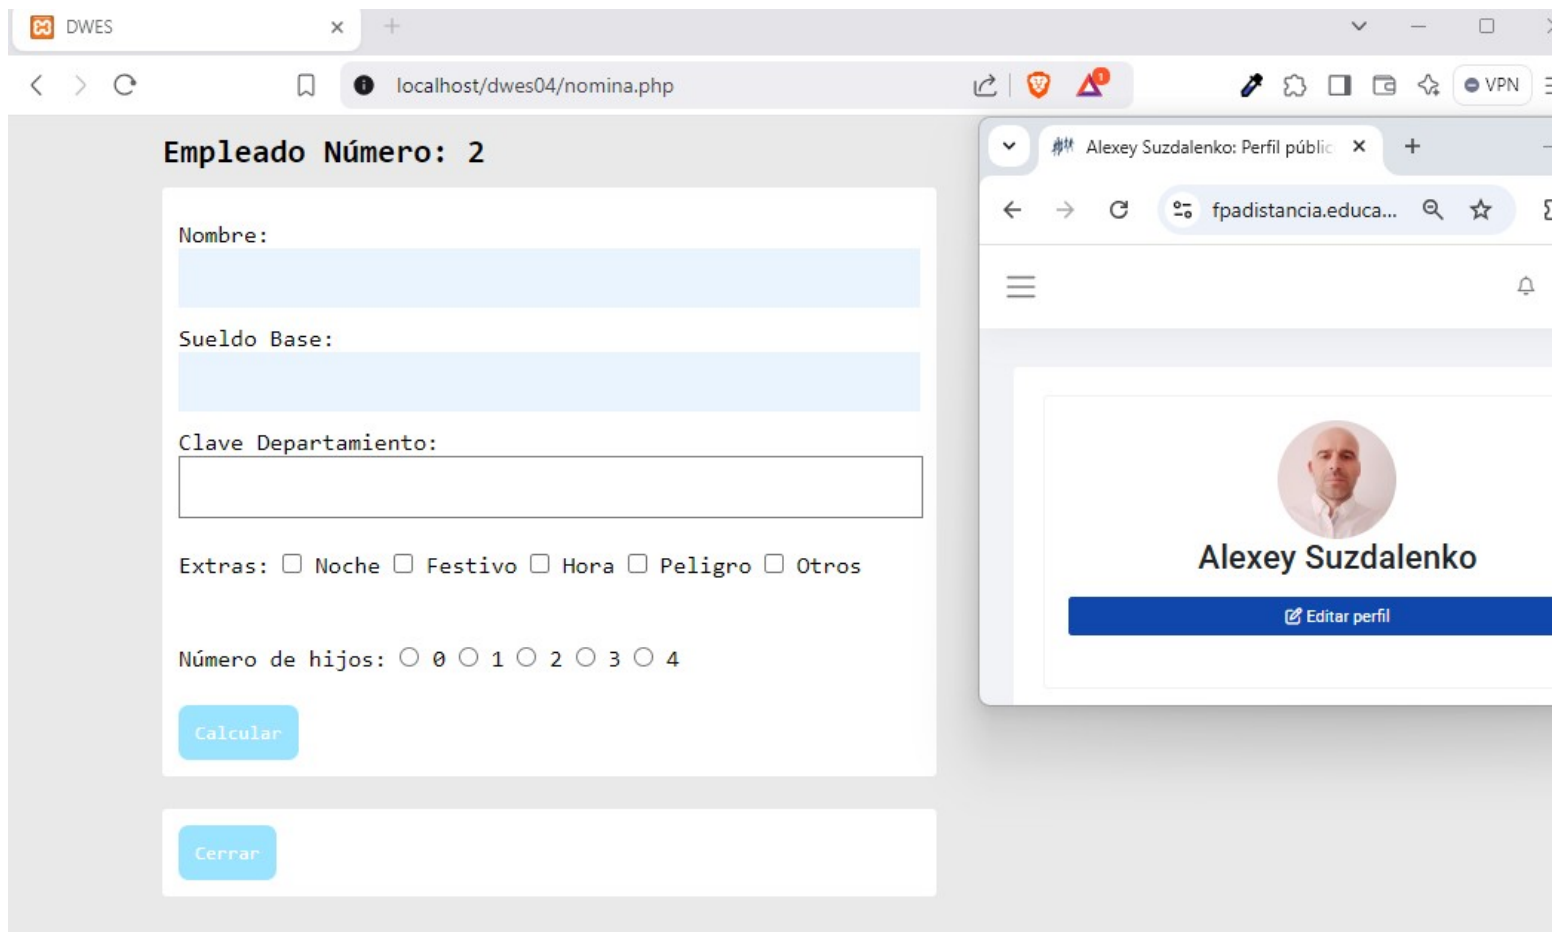 DWES
localhost/dwes04/nomina.php
1
VPN
Empleado Número: 2
Nombre:
Sueldo Base:
Clave Departamiento:
Extras: Noche Festivo Hora Peligro Otros
Número de hijos: 0 1 2 3 4
Calcular
Cerrar
Alexey Suzdalenko: Perfil públic
fpadistancia.educa...
Alexey Suzdalenko
Editar perfil